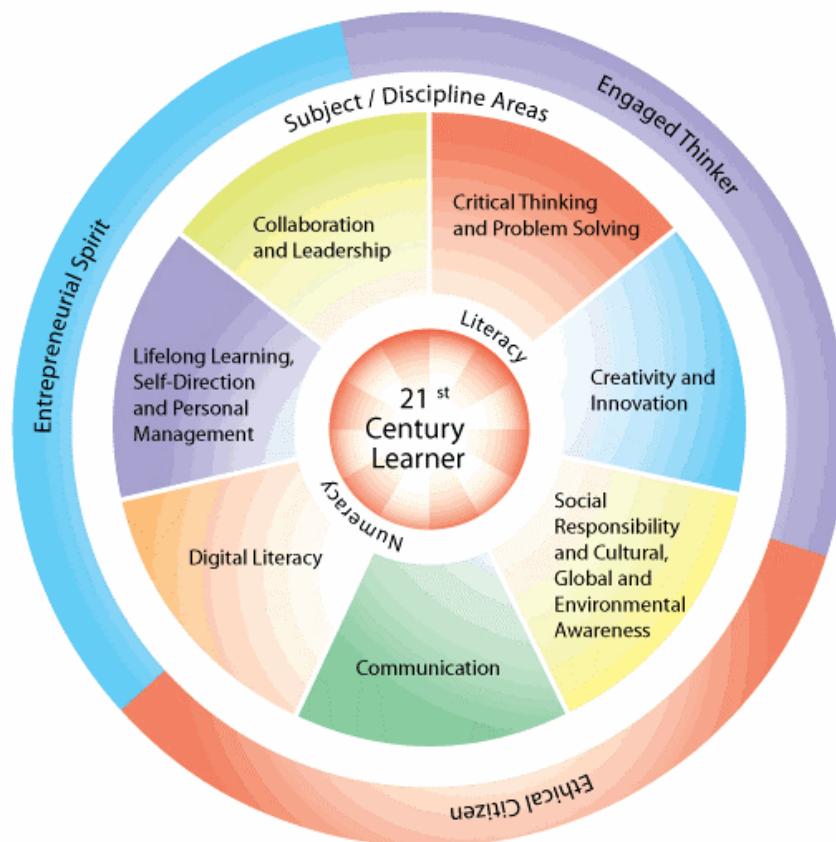 Engaged Thinker
Entrepreneurial Spirit
Ethical Citizen
Subject / Discipline Areas
Collaboration
and Leadership
Critical Thinking
and Problem Solving
Lifelong Learning,
Self-Direction
and Personal
Management
Creativity and
Innovation
Literacy
21 st
Century
Learner
Numeracy
Digital Literacy
Social
Responsibility
and Cultural,
Global and
Environmental
Awareness
Communication